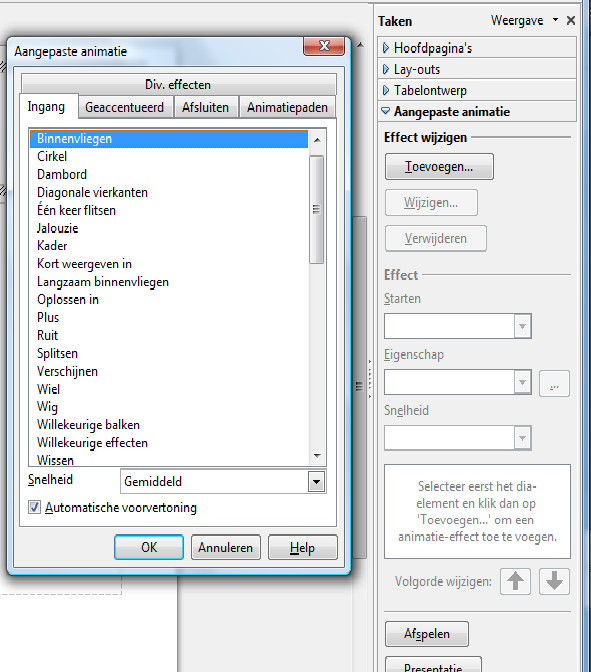 Aangepaste animatie
Div. effecten
Ingang
Geaccentueerd
Afsluiten
Animatiepaden
Binnenvliegen
Cirkel
Dambord
Diagonale vierkanten
Één keer flitsen
Jalouzie
Kader
Kort weergeven in
Langzaam binnenvliegen
Oplossen in
Plus
Ruit
Splitsen
Verschijnen
Wiel
Wig
Willekeurige balken
Willekeurige effecten
Wissen
Snelheid
Gemiddeld
Automatische voorvertoning
OK
Annuleren
Help
Taken
Weergave
Hoofdpagina's
Lay-outs
Tabelontwerp
Aangepaste animatie
Effect wijzigen
Toevoegen...
Wijzigen...
Verwijderen
Effect
Starten
Eigenschap
...
Snelheid
Selecteer eerst het dia-
element en klik dan op
'Toevoegen...' om een
animatie-effect toe te voegen.
Volgorde wijzigen:
Afspelen
Presentatie